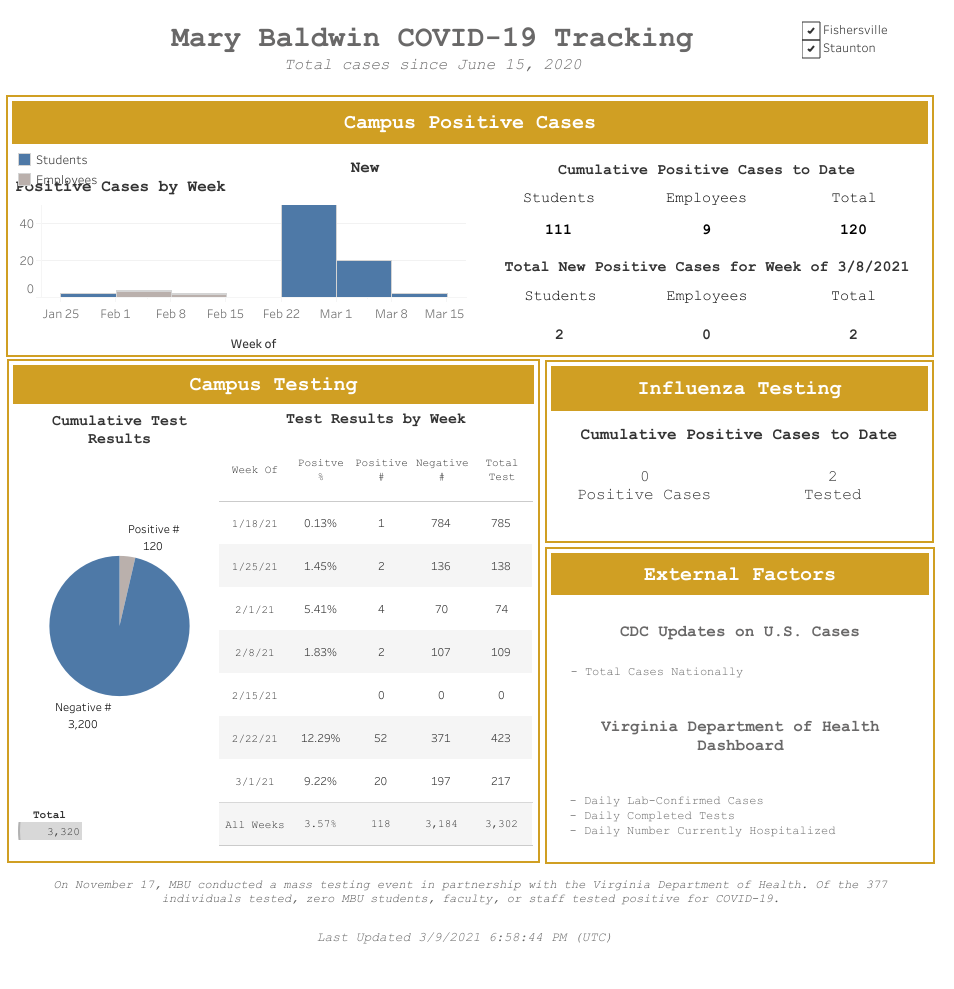 Mary Baldwin COVID-19 Tracking
Total cases since June 15, 2020
Fishersville
Staunton
Campus Positive Cases
Students
Employees
New
Positive Cases by Week
40
20
0
Jan 25 Feb 1 Feb 8 Feb 15 Feb 22 Mar 1 Mar 8 Mar 15
Week of
Cumulative Positive Cases to Date
Students Employees Total
111 9 120
Total New Positive Cases for Week of 3/8/2021
Students Employees Total
2 0 2
Campus Testing
Cumulative Test
Results
Positive #
120
Negative #
3,200
Total
3,320
Test Results by Week
Week Of Positve % Positive # Negative # Total Test
1/18/21 0.13% 1 784 785
1/25/21 1.45% 2 136 138
2/1/21 5.41% 4 70 74
2/8/21 1.83% 2 107 109
2/15/21 0 0 0
2/22/21 12.29% 52 371 423
3/1/21 9.22% 20 197 217
All Weeks 3.57% 118 3,184 3,302
Influenza Testing
Cumulative Positive Cases to Date
0 2
Positive Cases Tested
External Factors
CDC Updates on U.S. Cases
- Total Cases Nationally
Virginia Department of Health
Dashboard
- Daily Lab-Confirmed Cases
- Daily Completed Tests
- Daily Number Currently Hospitalized
On November 17, MBU conducted a mass testing event in partnership with the Virginia Department of Health. Of the 377
individuals tested, zero MBU students, faculty, or staff tested positive for COVID-19.
Last Updated 3/9/2021 6:58:44 PM (UTC)